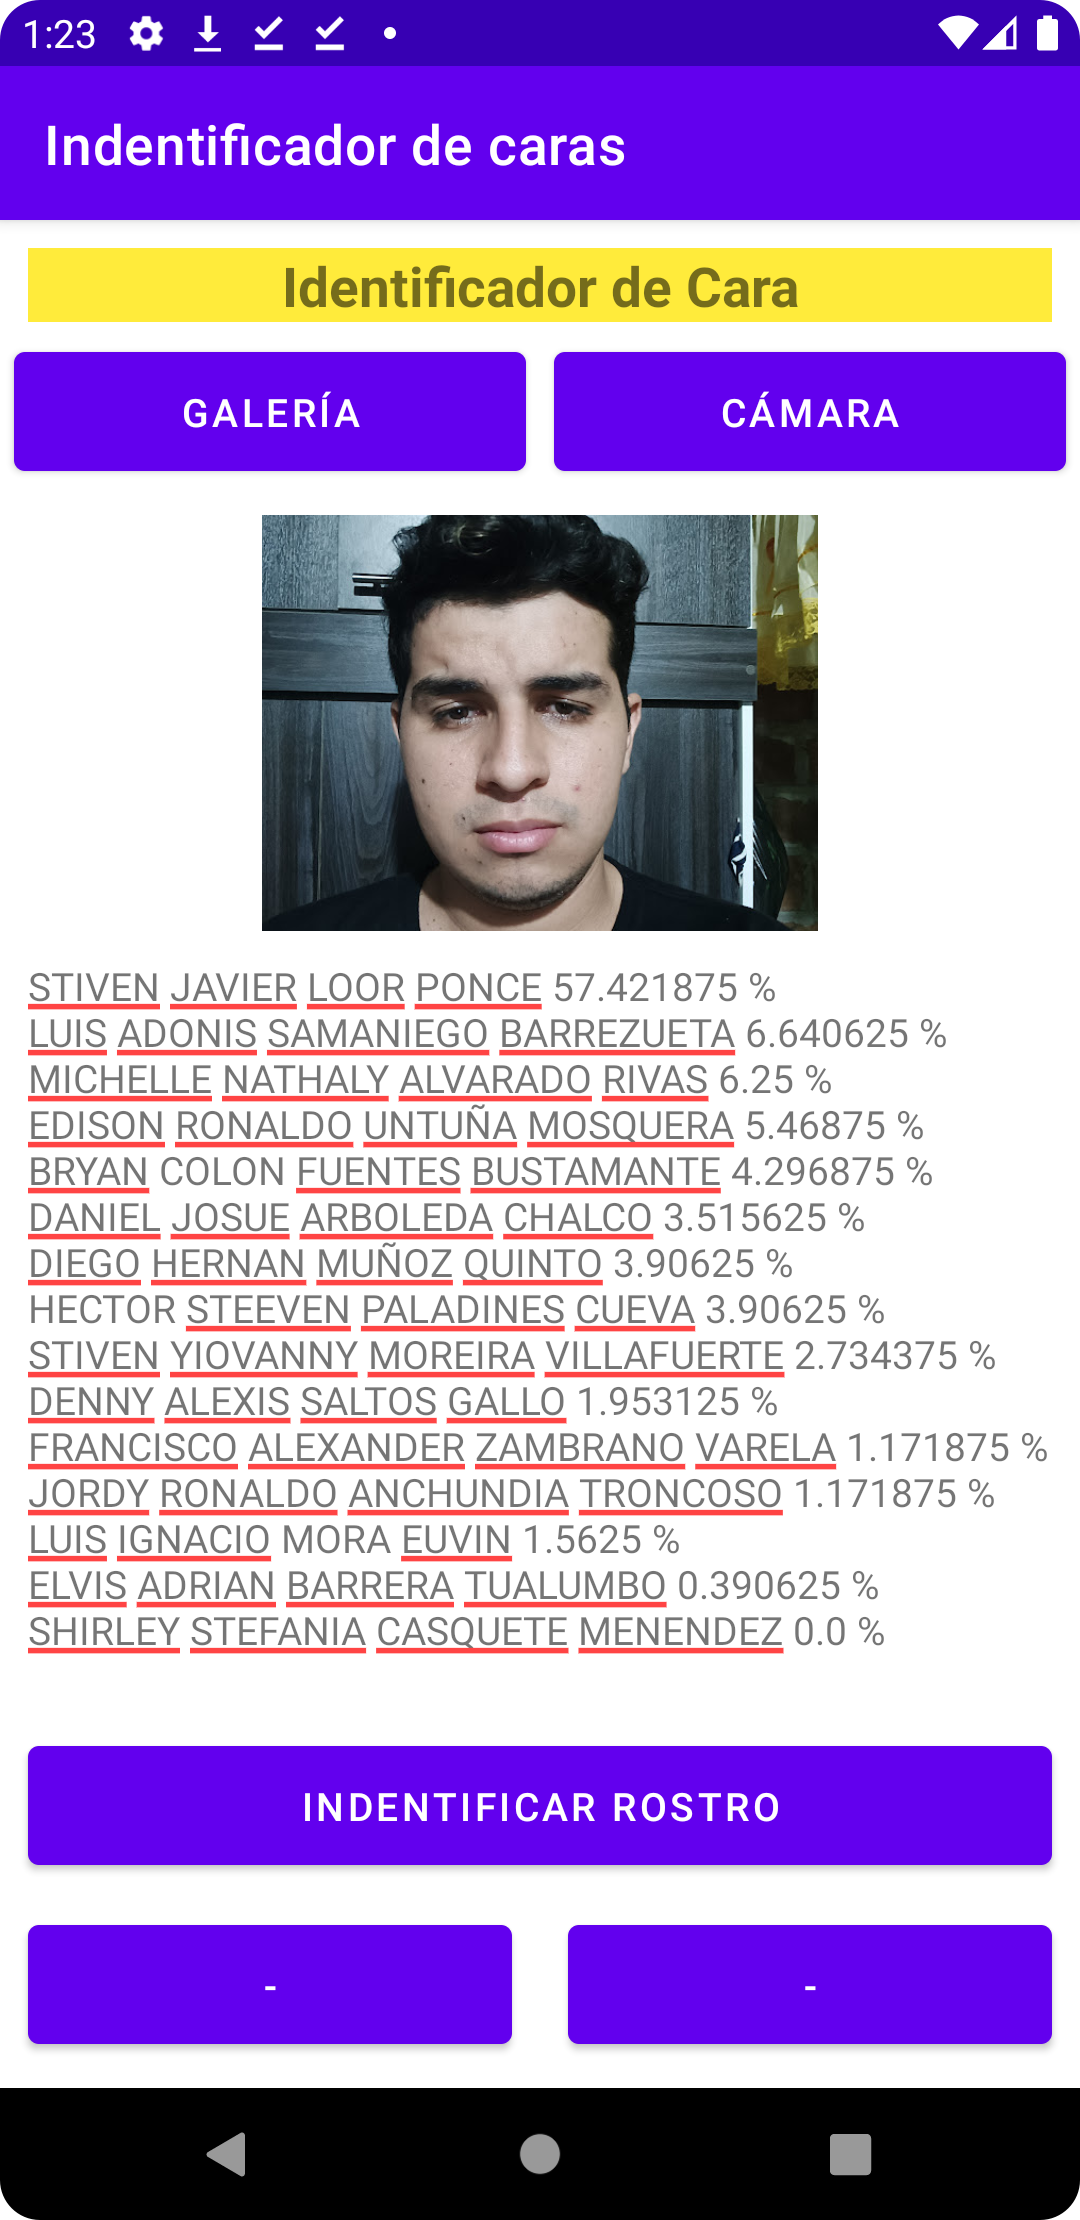 1:23
Indentificador de caras
Identificador de Cara
GALERÍA
CÁMARA
STIVEN JAVIER LOOR PONCE 57.421875 %
LUIS ADONIS SAMANIEGO BARREZUETA 6.640625 %
MICHELLE NATHALY ALVARADO RIVAS 6.25 %
EDISON RONALDO UNTUÑA MOSQUERA 5.46875 %
BRYAN COLON FUENTES BUSTAMANTE 4.296875 %
DANIEL JOSUE ARBOLEDA CHALCO 3.515625 %
DIEGO HERNAN MUÑOZ QUINTO 3.90625 %
HECTOR STEEVEN PALADINES CUEVA 3.90625 %
STIVEN YIOVANNY MOREIRA VILLAFUERTE 2.734375 %
DENNY ALEXIS SALTOS GALLO 1.953125 %
FRANCISCO ALEXANDER ZAMBRANO VARELA 1.171875 %
JORDY RONALDO ANCHUNDIA TRONCOSO 1.171875 %
LUIS IGNACIO MORA EUVIN 1.5625 %
ELVIS ADRIAN BARRERA TUALUMBO 0.390625 %
SHIRLEY STEFANIA CASQUETE MENENDEZ 0.0 %
INDENTIFICAR ROSTRO
-
-